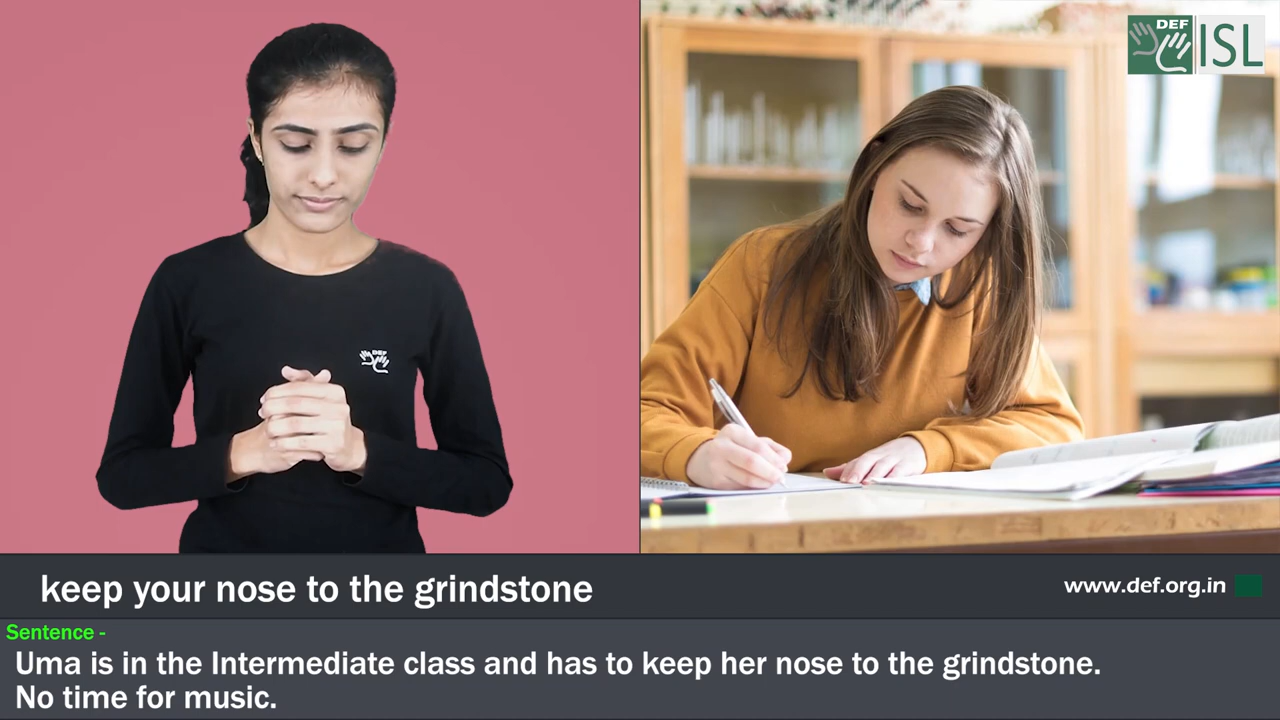 DEF
ISL
DEF
keep your nose to the grindstone
www.def.org.in
Sentence -
Uma is in the Intermediate class and has to keep her nose to the grindstone.
No time for music.